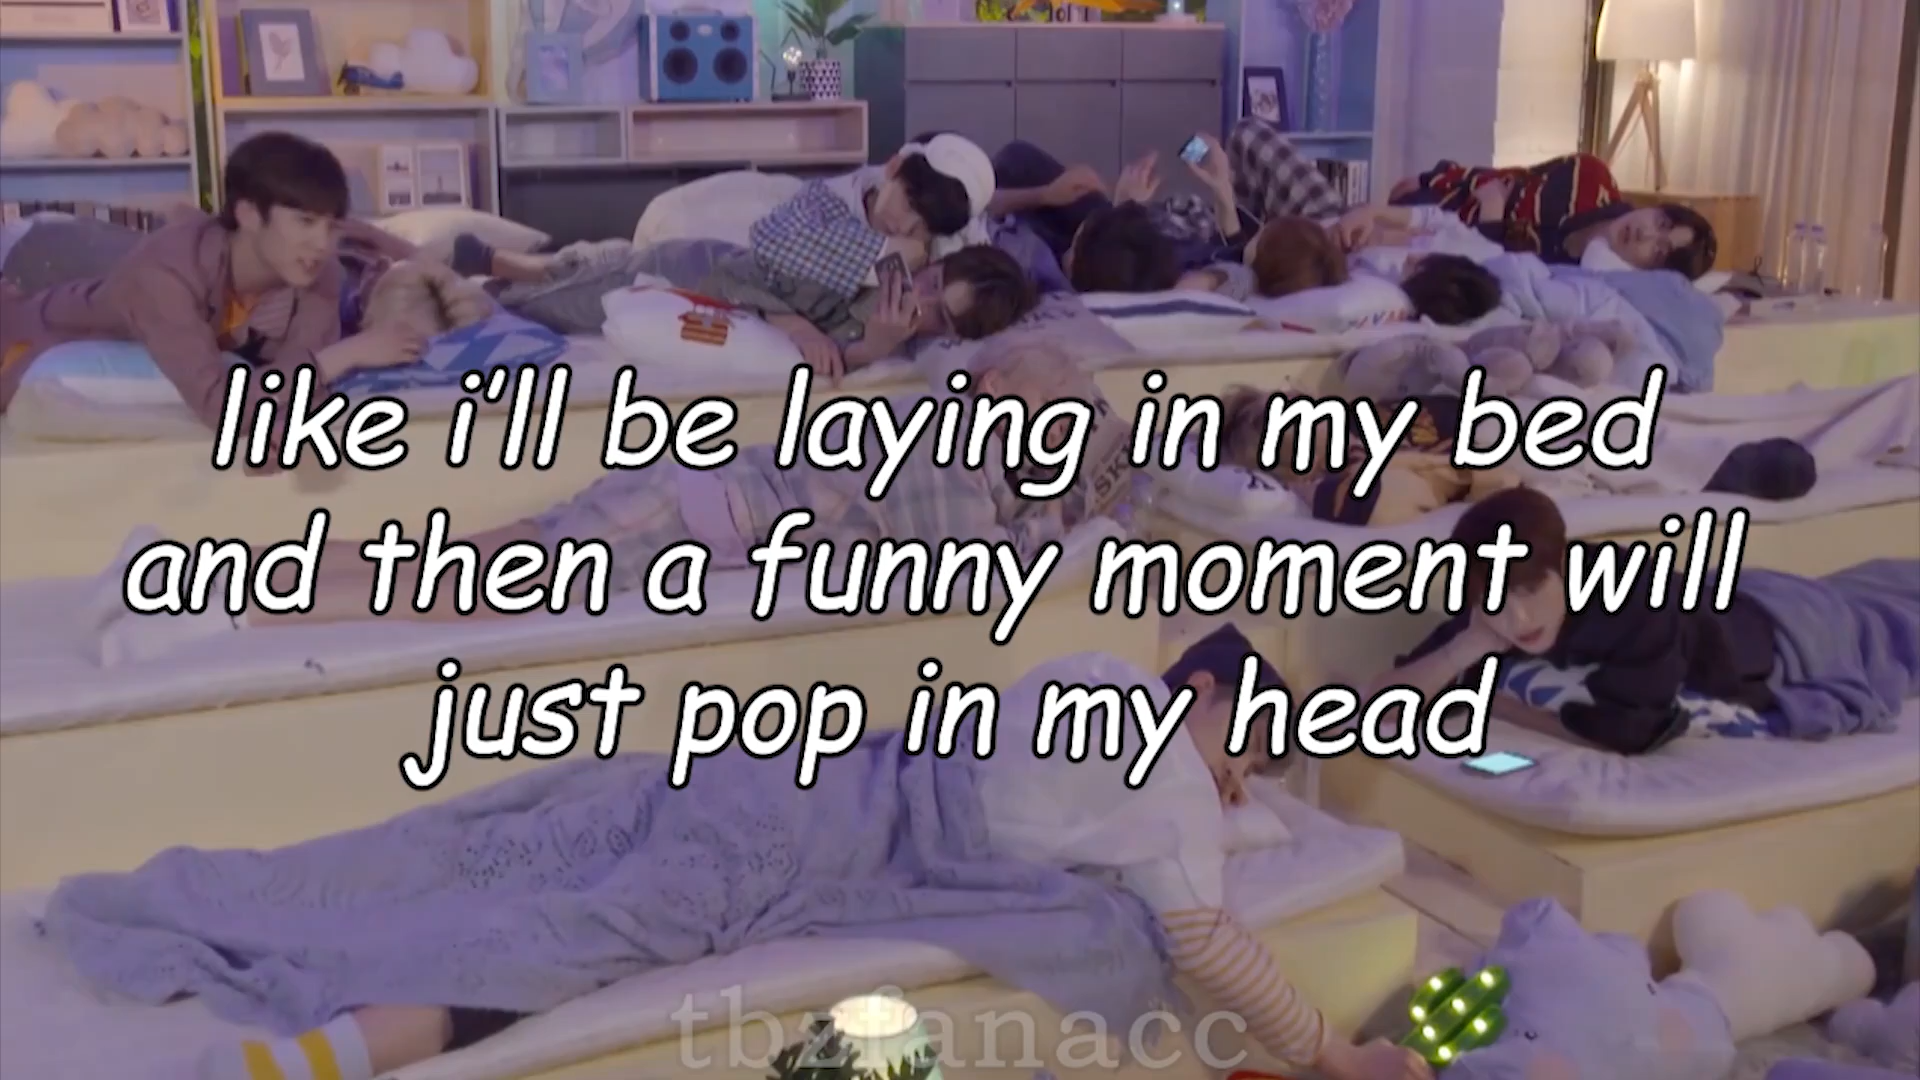 like i'll be laying in my bed
and then a funny moment will
just pop in my head
tbzfanacc